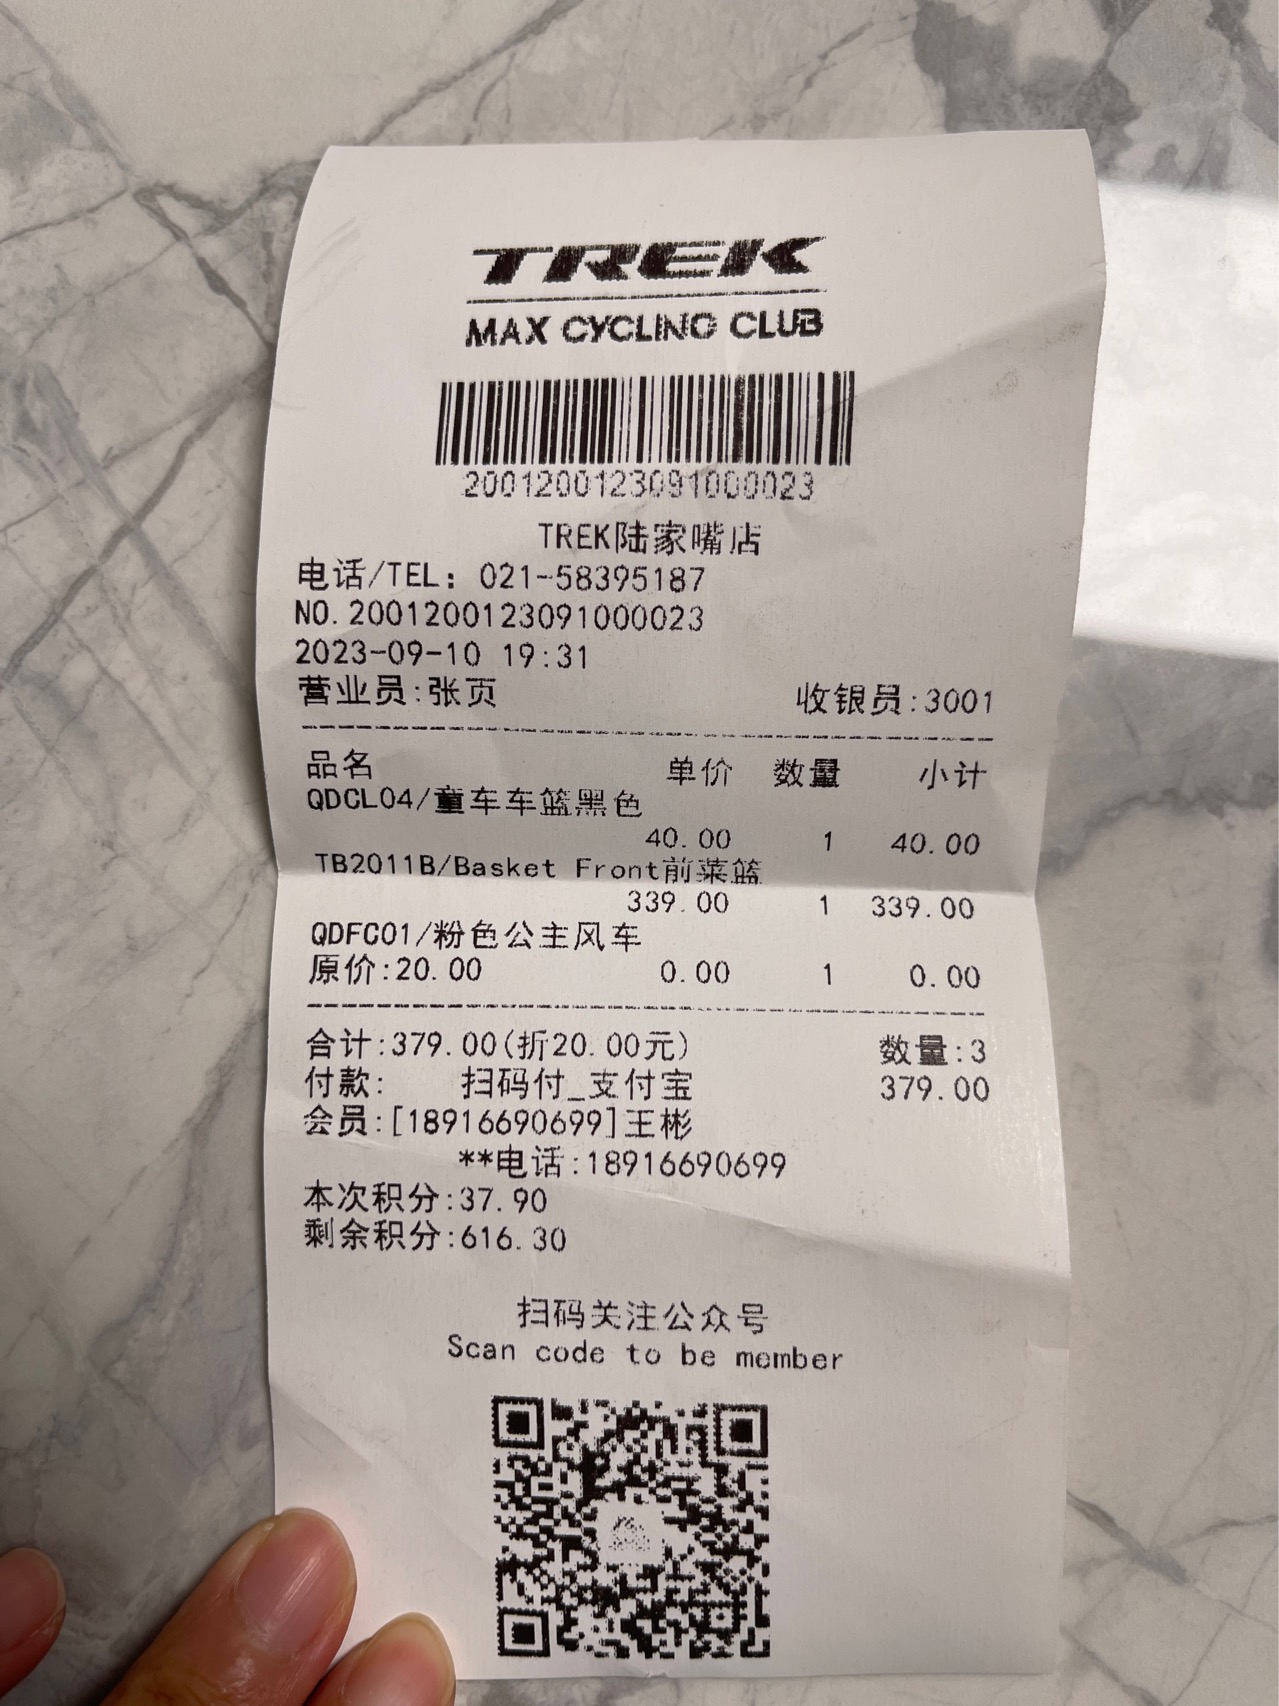 TREK
MAX CYCLING CLUB
2001200123091000023
TREK陆家嘴店
电话/TEL：021-58395187
NO.2001200123091000023
2023-09-10 19:31
营业员:张页 收银员:3001
品名 单价 数量 小计
QDCL04/童车车篮黑色
40.00 1 40.00
TB2011B/Basket Front前菜篮
339.00 1 339.00
QDFC01/粉色公主风车
原价:20.00 0.00 1 0.00
合计:379.00(折20.00元) 数量:3
付款: 扫码付_支付宝 379.00
会员:[18916690699]王彬
**电话:18916690699
本次积分:37.90
剩余积分:616.30
扫码关注公众号
Scan code to be member